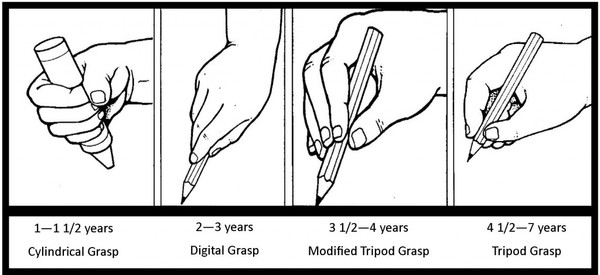 1—1 1/2 years
Cylindrical Grasp
2—3 years
Digital Grasp
3 1/2—4 years
Modified Tripod Grasp
4 1/2—7 years
Tripod Grasp